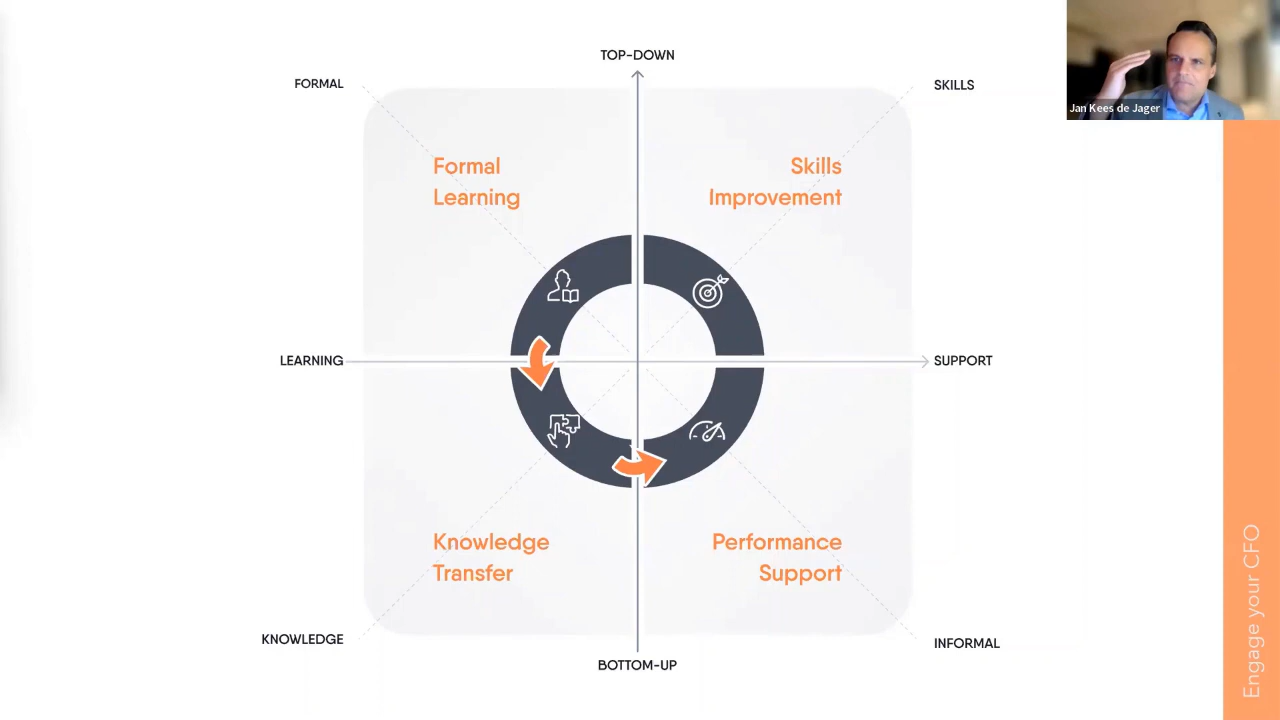 TOP-DOWN
FORMAL
SKILLS
Formal
Learning
Skills
Improvement
LEARNING
SUPPORT
Knowledge
Transfer
Performance
Support
KNOWLEDGE
INFORMAL
BOTTOM-UP
Jan Kees de Jager
Engage your CFO